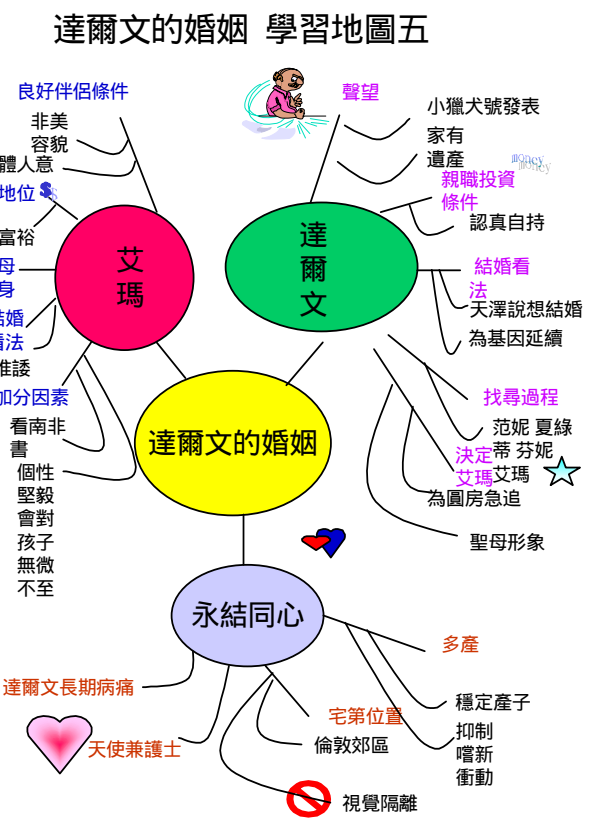 達爾文的婚姻 學習地圖五
良好伴侶條件
非美
容貌
體人意
地位
富裕
母
身
結婚
看法
推諉
加分因素
看南非
書
個性
堅毅
會對
孩子
無微
不至
艾
瑪
聲望
小獵犬號發表
家有
遺產
money
money
親職投資
條件
認真自持
達
爾
文
結婚看
法
天澤說想結婚
為基因延續
找尋過程
范妮 夏綠
蒂 芬妮
艾瑪
決定
艾瑪
為圓房急追
聖母形象
達爾文的婚姻
永結同心
達爾文長期病痛
天使兼護士
宅第位置
倫敦郊區
視覺隔離
多產
穩定產子
抑制
嚐新
衝動